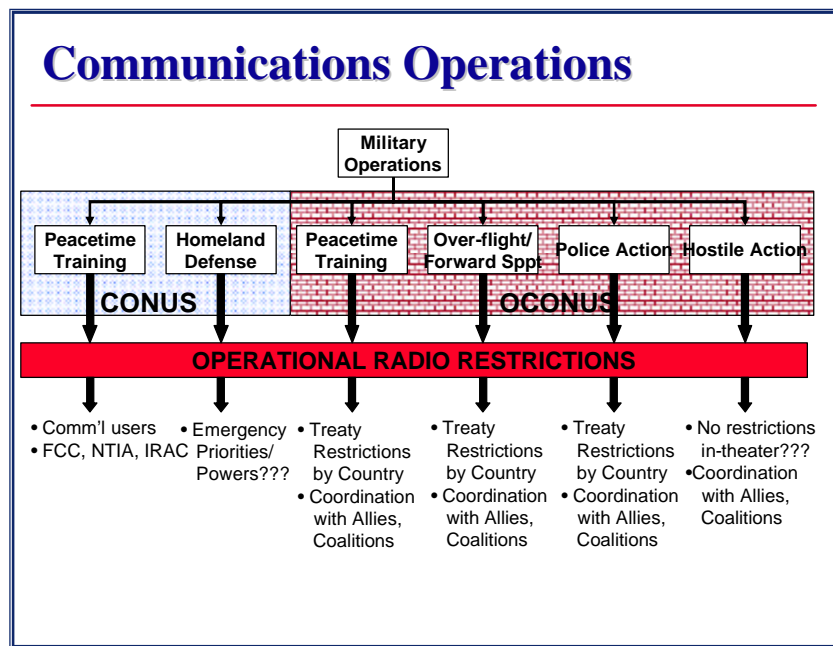 Communications Operations
Military
Operations
Peacetime
Training
Homeland
Defense
Peacetime
Training
Over-flight/
Forward Sppt
Police Action
Hostile Action
CONUS
OCONUS
OPERATIONAL RADIO RESTRICTIONS
• Comm'l users
• FCC, NTIA, IRAC
• Emergency
Priorities/
Powers???
• Treaty
Restrictions
by Country
• Coordination
with Allies,
Coalitions
• Treaty
Restrictions
by Country
• Coordination
with Allies,
Coalitions
• Treaty
Restrictions
by Country
• Coordination
with Allies,
Coalitions
• No restrictions
in-theater???
• Coordination
with Allies,
Coalitions